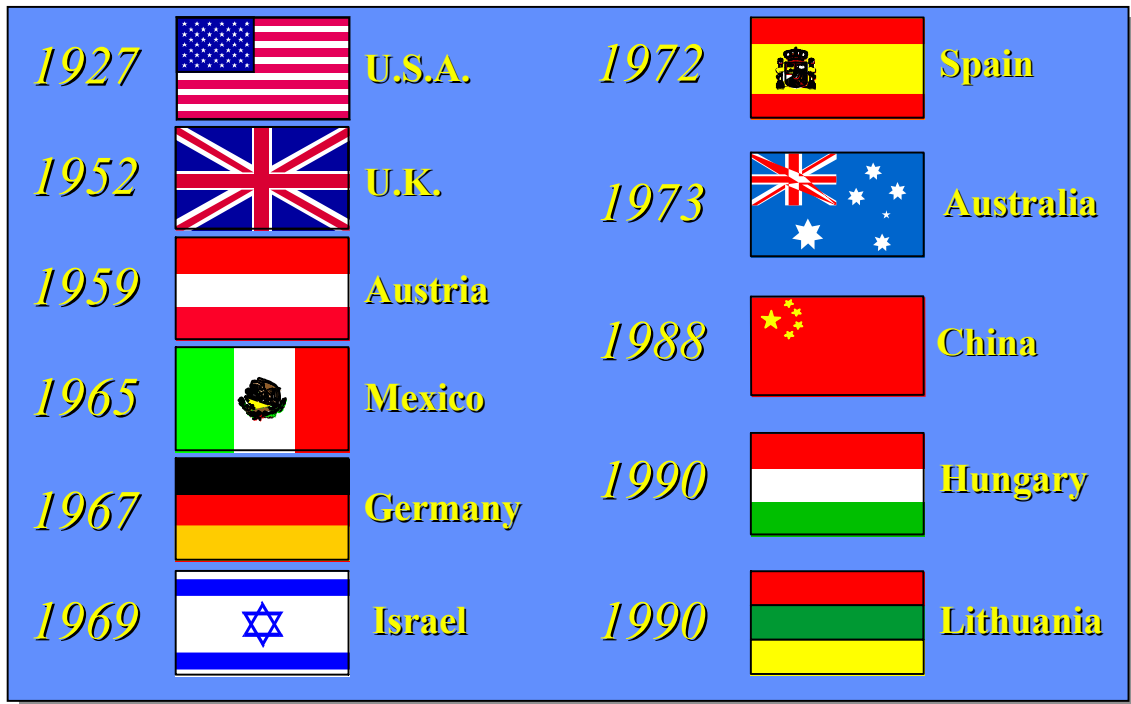 1927 U.S.A.
1952 U.K.
1959 Austria
1965 Mexico
1967 Germany
1969 Israel
1972 Spain
1973 Australia
1988 China
1990 Hungary
1990 Lithuania